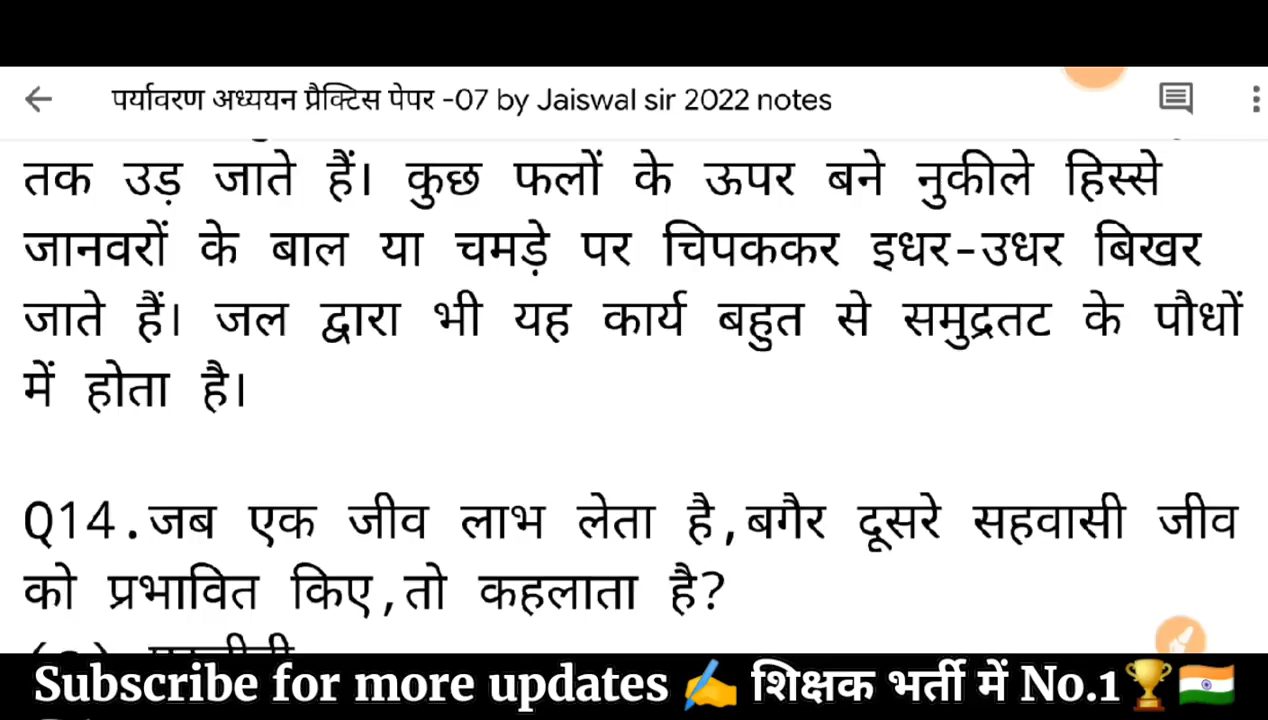 पर्यावरण अध्ययन प्रैक्टिस पेपर -07 by Jaiswal sir 2022 notes
तक उड़ जाते हैं। कुछ फलों के ऊपर बने नुकीले हिस्से
जानवरों के बाल या चमड़े पर चिपककर इधर-उधर बिखर
जाते हैं। जल द्वारा भी यह कार्य बहुत से समुद्रतट के पौधों
में होता है।
Q14.जब एक जीव लाभ लेता है,बगैर दूसरे सहवासी जीव
को प्रभावित किए,तो कहलाता है?
Subscribe for more updates ✍️ शिक्षक भर्ती में No.1🏆🇮🇳